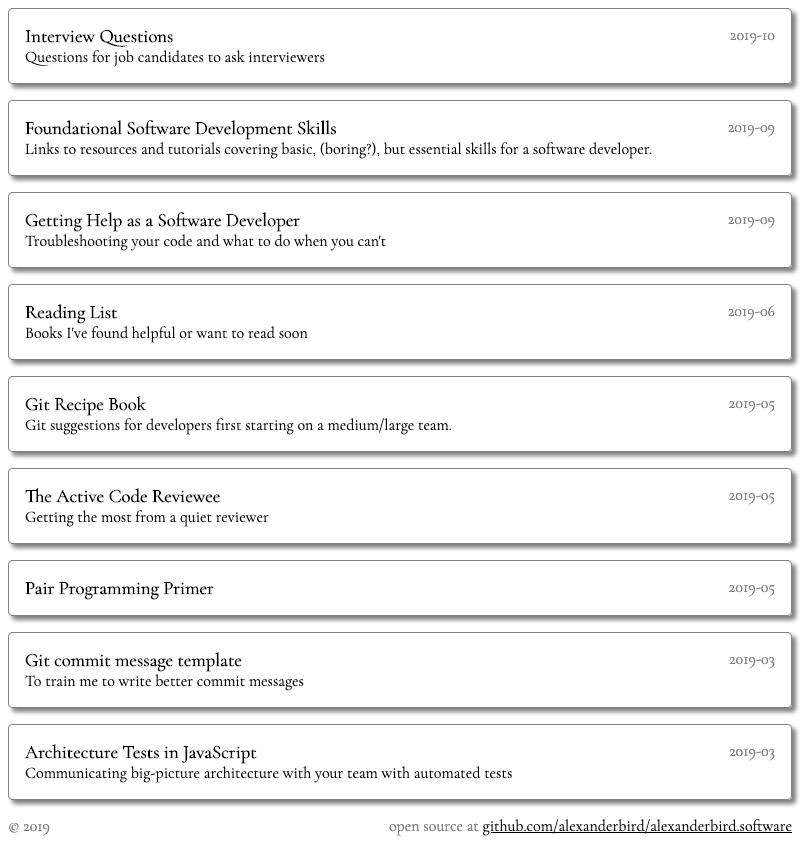 Interview Questions 2019-10
Questions for job candidates to ask interviewers
Foundational Software Development Skills 2019-09
Links to resources and tutorials covering basic, (boring?), but essential skills for a software developer.
Getting Help as a Software Developer 2019-09
Troubleshooting your code and what to do when you can't
Reading List 2019-06
Books I've found helpful or want to read soon
Git Recipe Book 2019-05
Git suggestions for developers first starting on a medium/large team.
The Active Code Reviewee 2019-05
Getting the most from a quiet reviewer
Pair Programming Primer 2019-05
Git commit message template 2019-03
To train me to write better commit messages
Architecture Tests in JavaScript 2019-03
Communicating big-picture architecture with your team with automated tests
© 2019 open source at github.com/alexanderbird/alexanderbird.software